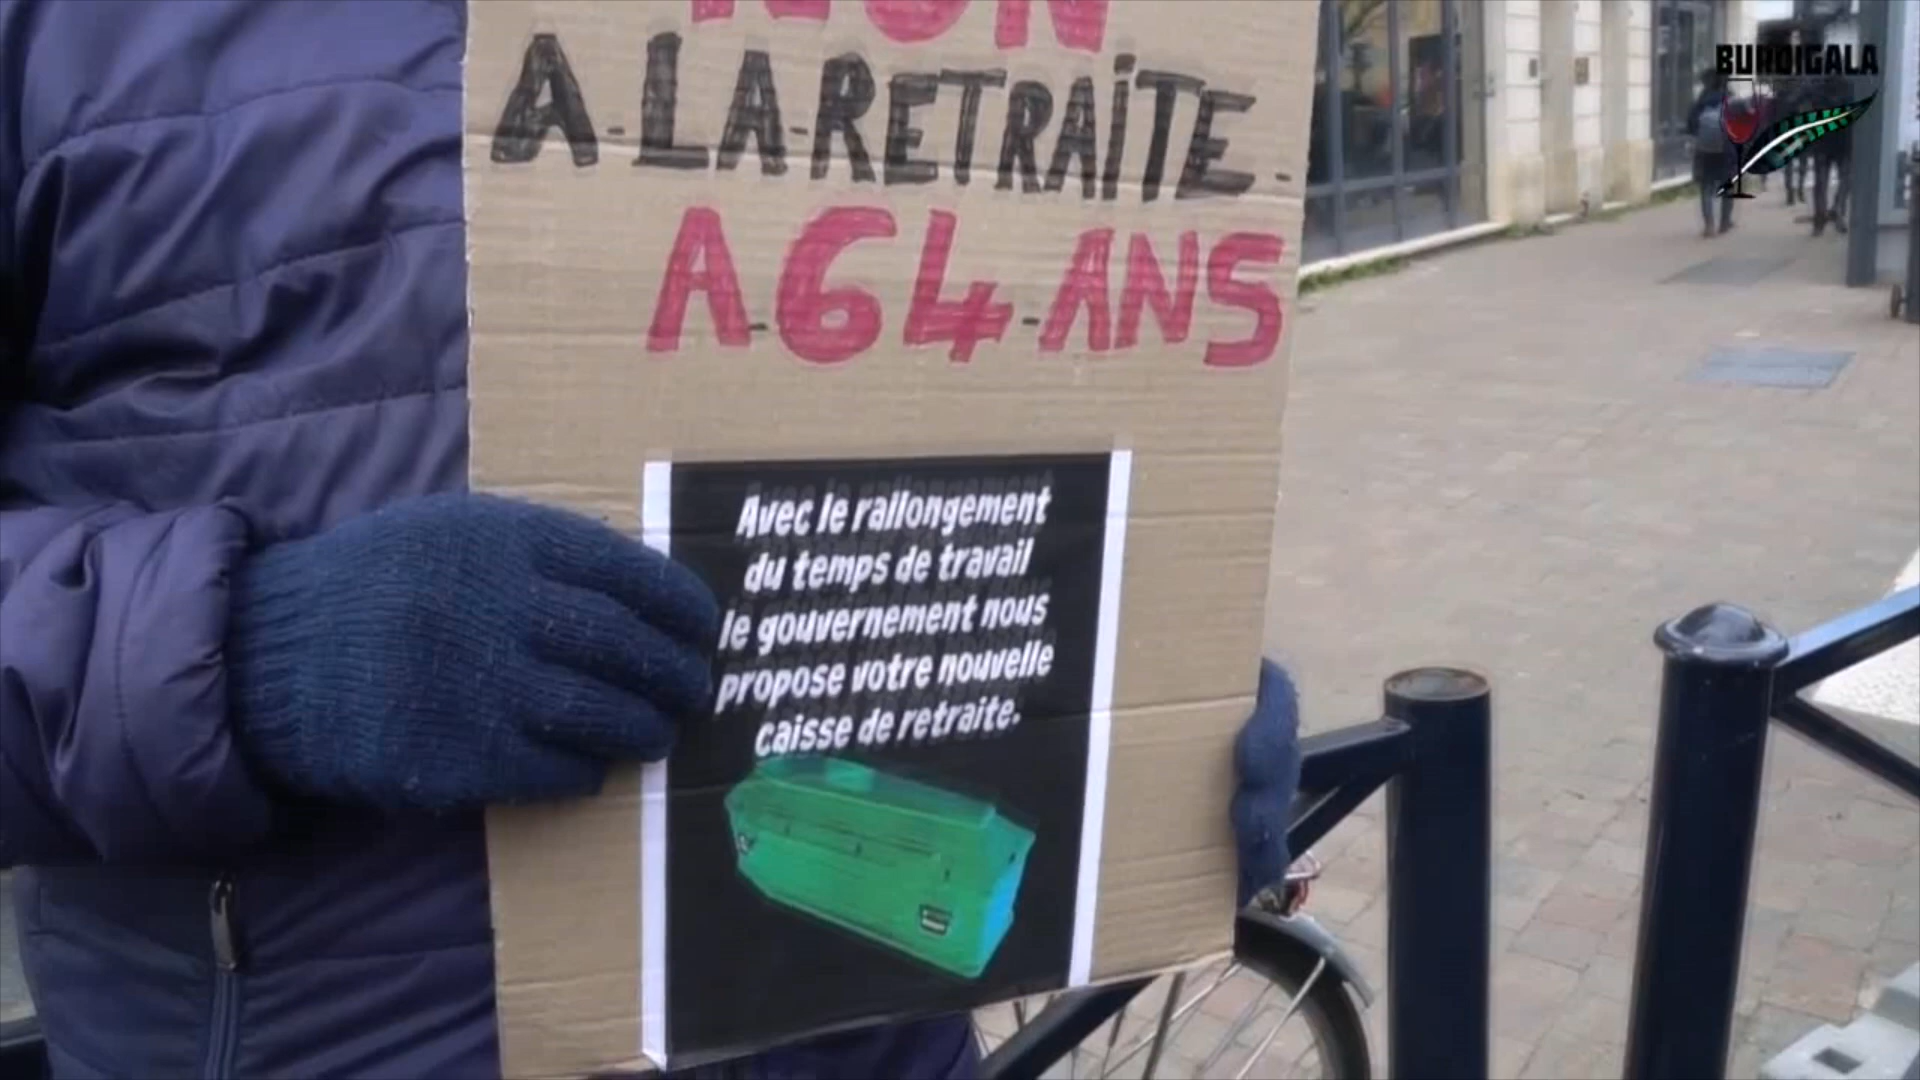 NON
A-LA-RETRAITE-
A-64-ANS
Avec le rallongement
du temps de travail
le gouvernement nous
propose votre nouvelle
caisse de retraite.
BURDIGALA